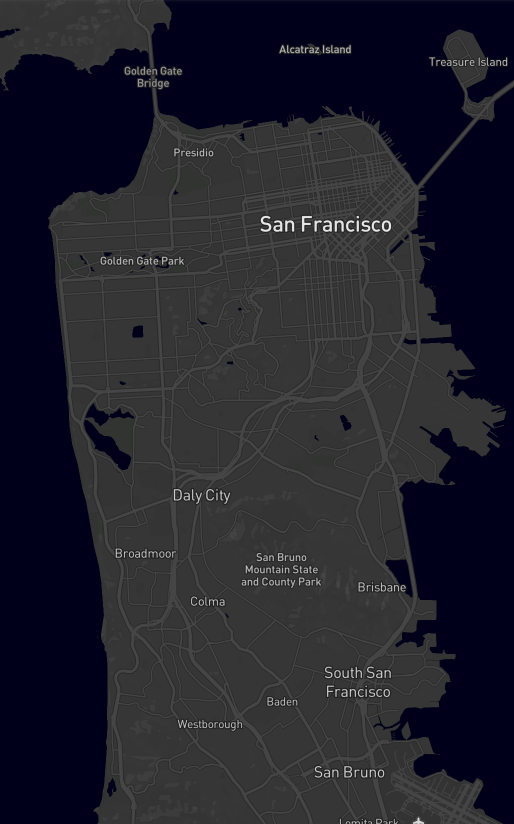 Alcatraz Island
Treasure Island
Golden Gate
Bridge
Presidio
San Francisco
Golden Gate Park
Daly City
Broadmoor
San Bruno
Mountain State
and County Park
Brisbane
Colma
South San
Francisco
Baden
Westborough
San Bruno
Lomita Park